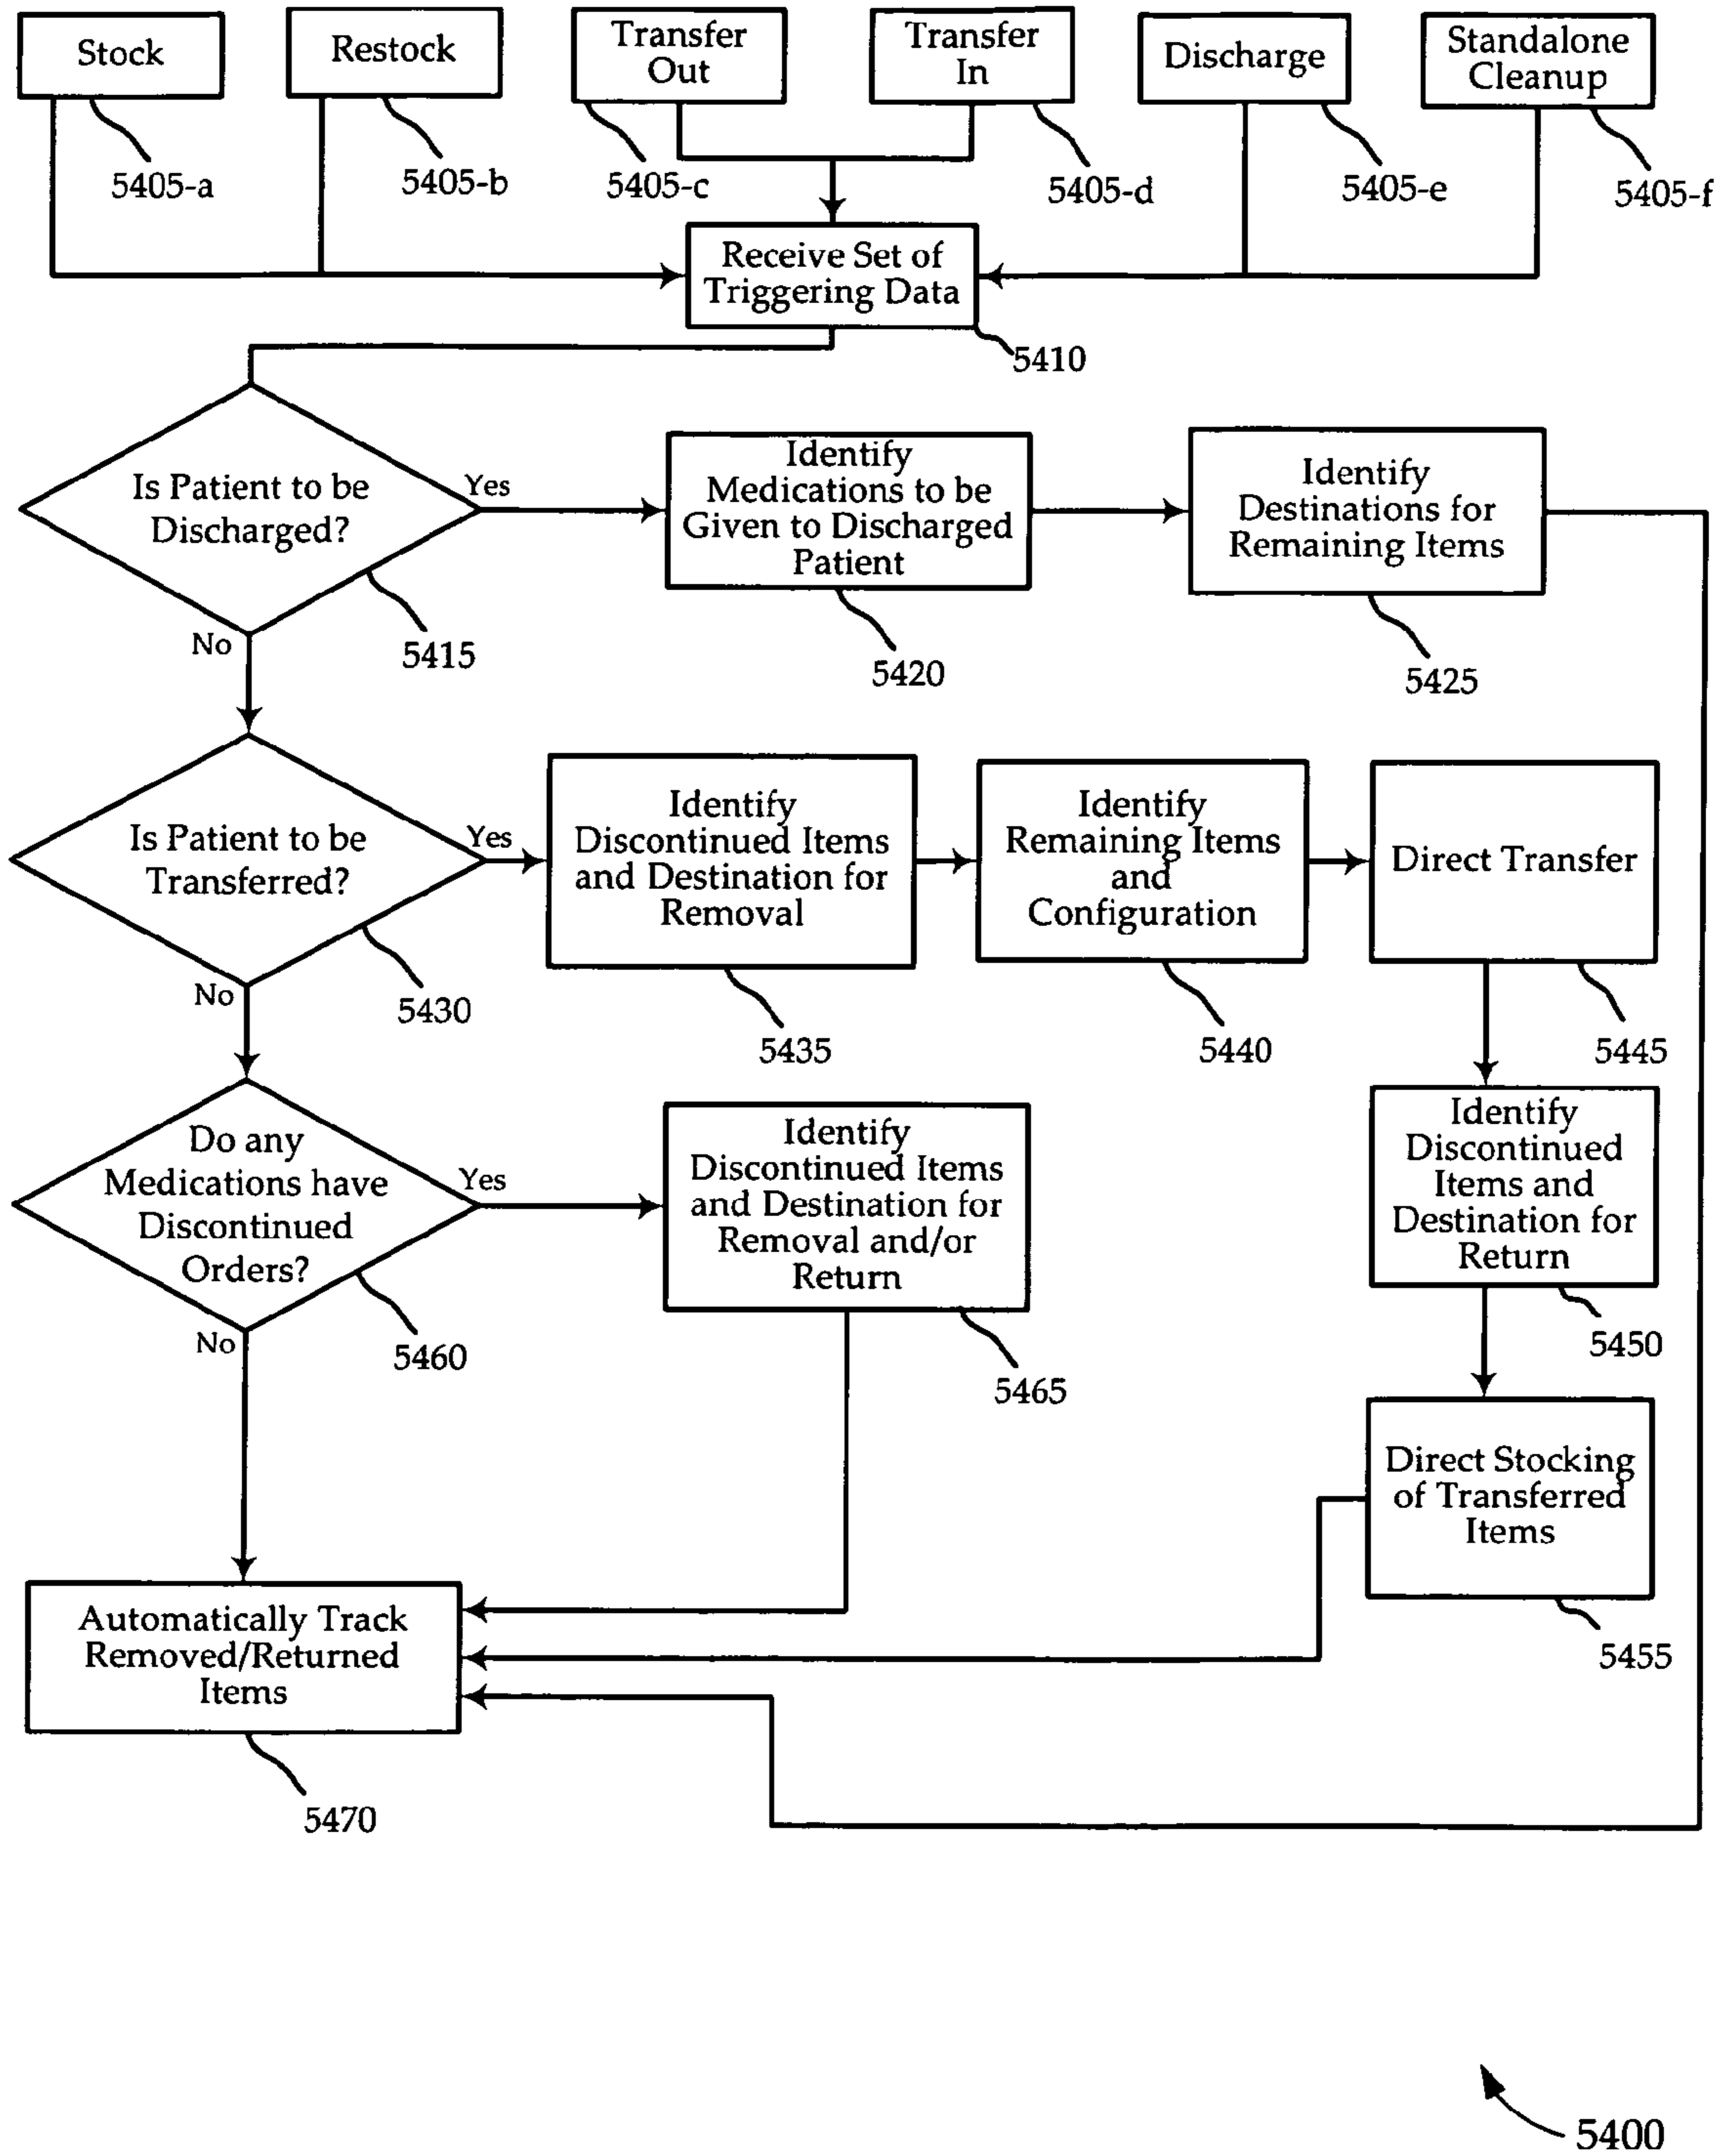 Stock
Restock
Transfer
Out
Transfer
In
Discharge
Standalone
Cleanup
5405-a
5405-b
5405-c
5405-d
5405-e
5405-f
Receive Set of
Triggering Data
5410
Is Patient to be
Discharged?
Yes
No
5415
Identify
Medications to be
Given to Discharged
Patient
5420
Identify
Destinations for
Remaining Items
5425
Is Patient to be
Transferred?
Yes
No
5430
Identify
Discontinued Items
and Destination for
Removal
5435
Identify
Remaining Items
and
Configuration
5440
Direct Transfer
5445
Do any
Medications have
Discontinued
Orders?
Yes
No
5460
Identify
Discontinued Items
and Destination for
Removal and/or
Return
5465
Identify
Discontinued
Items and
Destination for
Return
5450
Direct Stocking
of Transferred
Items
5455
Automatically Track
Removed/Returned
Items
5470
5400